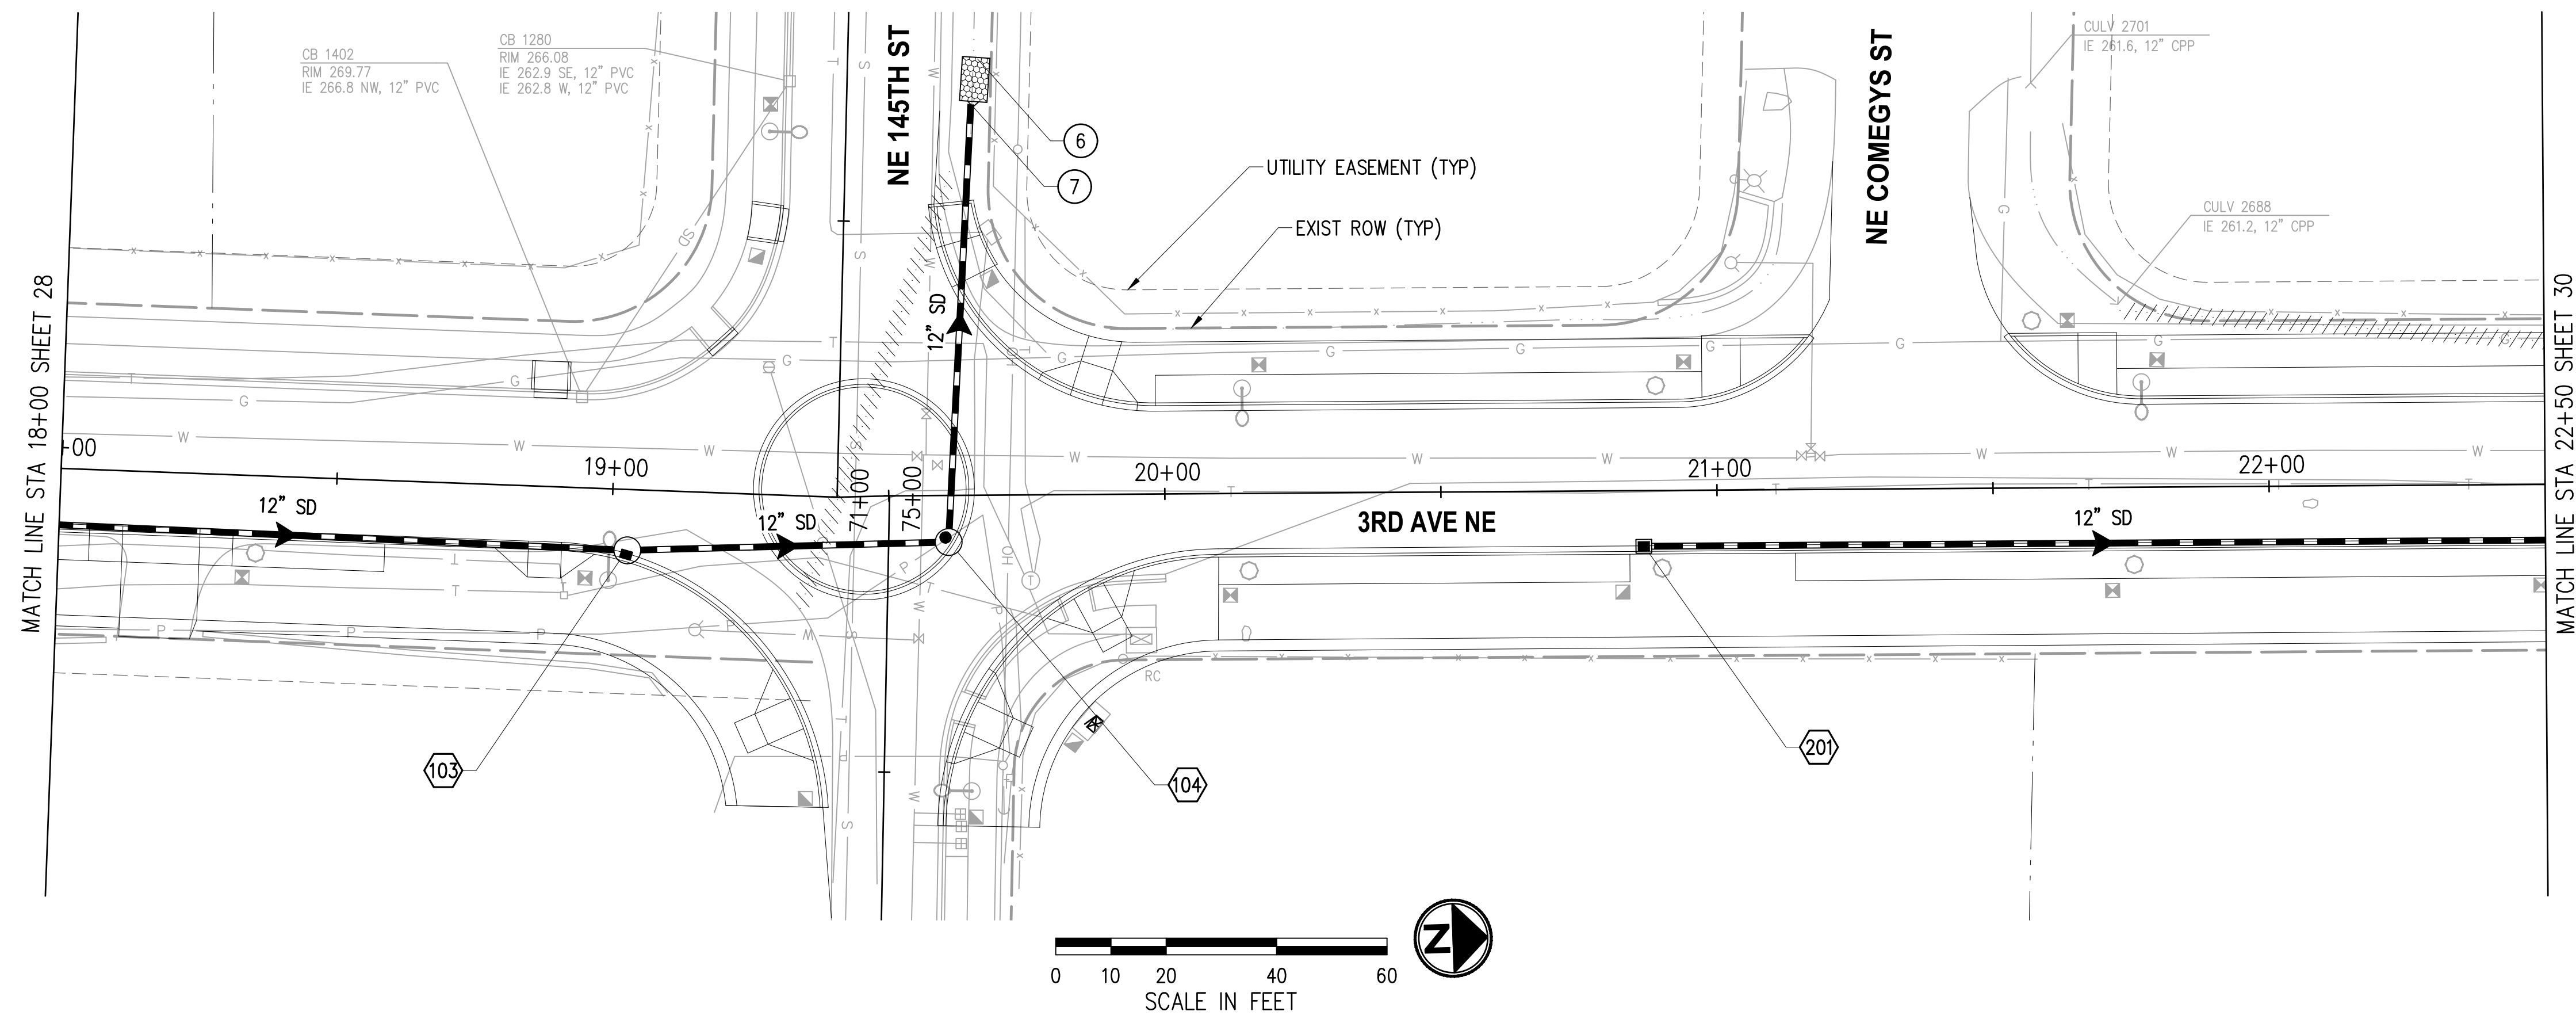 CB 1402
RIM 269.77
IE 266.8 NW, 12" PVC
CB 1280
RIM 266.08
IE 262.9 SE, 12" PVC
IE 262.8 W, 12" PVC
NE 145TH ST
6
7
UTILITY EASEMENT (TYP)
EXIST ROW (TYP)
NE COMEGYS ST
CULV 2701
IE 261.6, 12" CPP
CULV 2688
IE 261.2, 12" CPP
MATCH LINE STA 18+00 SHEET 28
MATCH LINE STA 22+50 SHEET 30
SD
12" SD
+00
19+00
71+00
75+00
20+00
21+00
22+00
12" SD
12" SD
3RD AVE NE
12" SD
RC
103
104
201
0 10 20 40 60
SCALE IN FEET
N